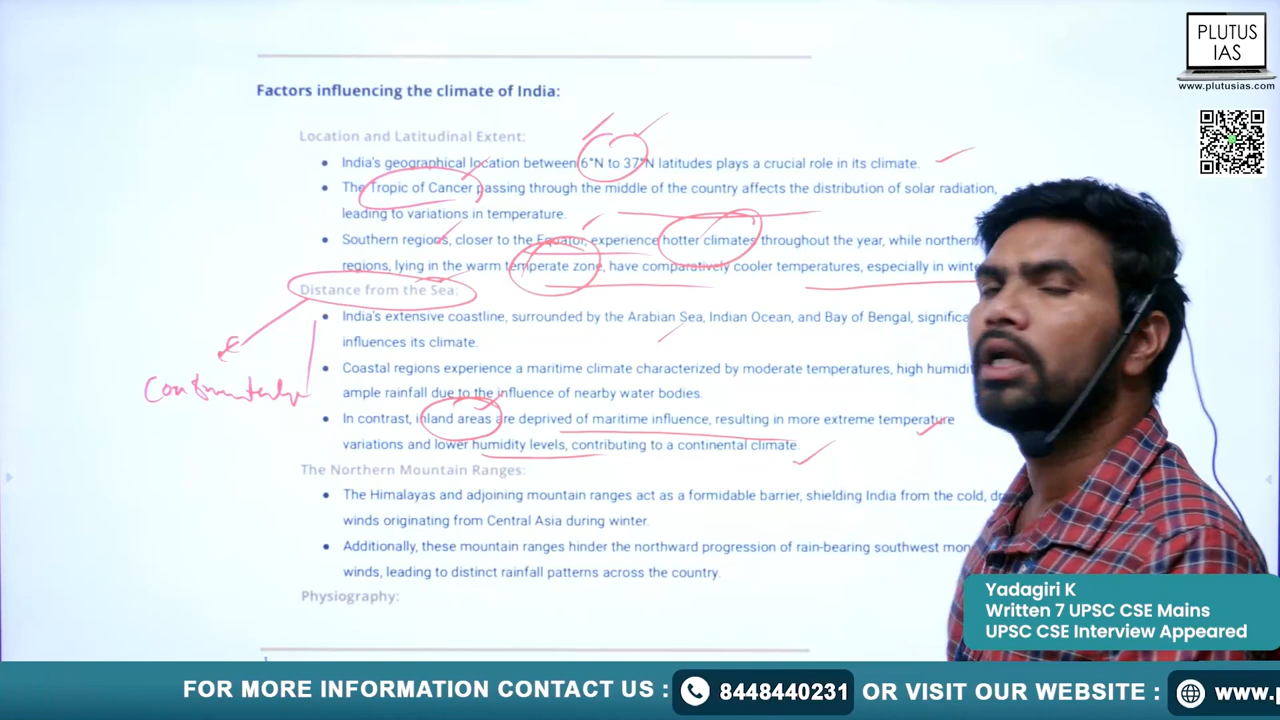 PLUTUS
IAS
www.plutusias.com
Factors influencing the climate of India:
Location and Latitudinal Extent:
• India's geographical location between 6°N to 37°N latitudes plays a crucial role in its climate.
• The Tropic of Cancer passing through the middle of the country affects the distribution of solar radiation,
leading to variations in temperature.
• Southern regions, closer to the Equator, experience hotter climates throughout the year, while northern
regions, lying in the warm temperate zone, have comparatively cooler temperatures, especially in winte
Distance from the Sea:
• India's extensive coastline, surrounded by the Arabian Sea, Indian Ocean, and Bay of Bengal, significa
influences its climate.
• Coastal regions experience a maritime climate characterized by moderate temperatures, high humidi
ample rainfall due to the influence of nearby water bodies.
• In contrast, inland areas are deprived of maritime influence, resulting in more extreme temperature
variations and lower humidity levels, contributing to a continental climate.
The Northern Mountain Ranges:
• The Himalayas and adjoining mountain ranges act as a formidable barrier, shielding India from the cold,
winds originating from Central Asia during winter.
• Additionally, these mountain ranges hinder the northward progression of rain-bearing southwest mon
winds, leading to distinct rainfall patterns across the country.
Physiography:
Yadagiri K
Written 7 UPSC CSE Mains
UPSC CSE Interview Appeared
FOR MORE INFORMATION CONTACT US : 8448440231 OR VISIT OUR WEBSITE : www.